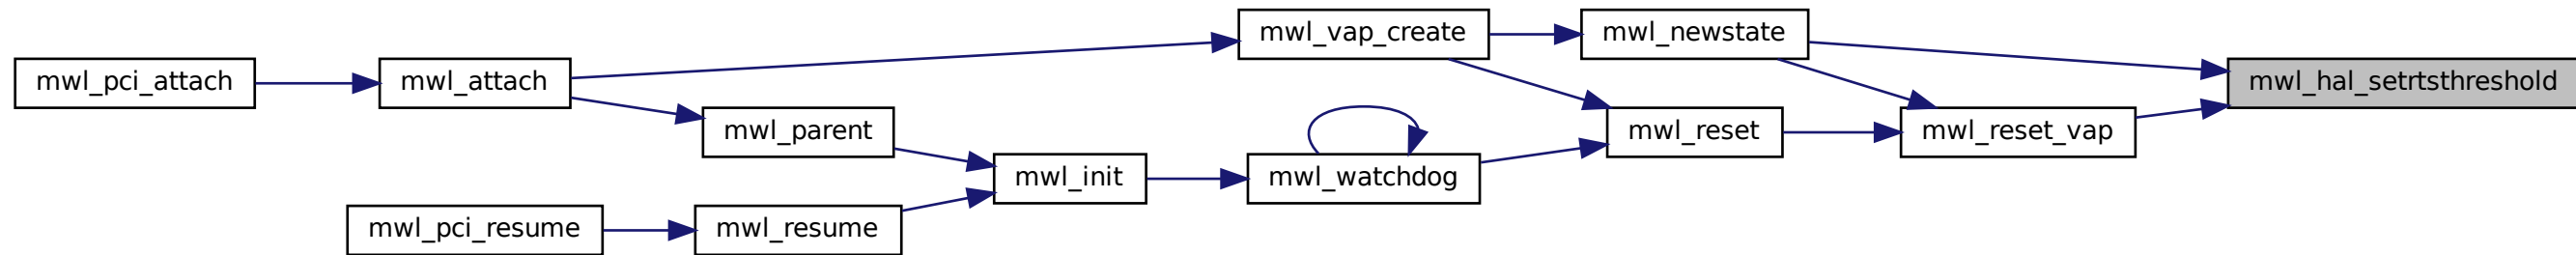 mwl_pci_attach
mwl_attach
mwl_vap_create
mwl_newstate
mwl_hal_setrtsthreshold
mwl_parent
mwl_reset
mwl_reset_vap
mwl_init
mwl_watchdog
mwl_pci_resume
mwl_resume